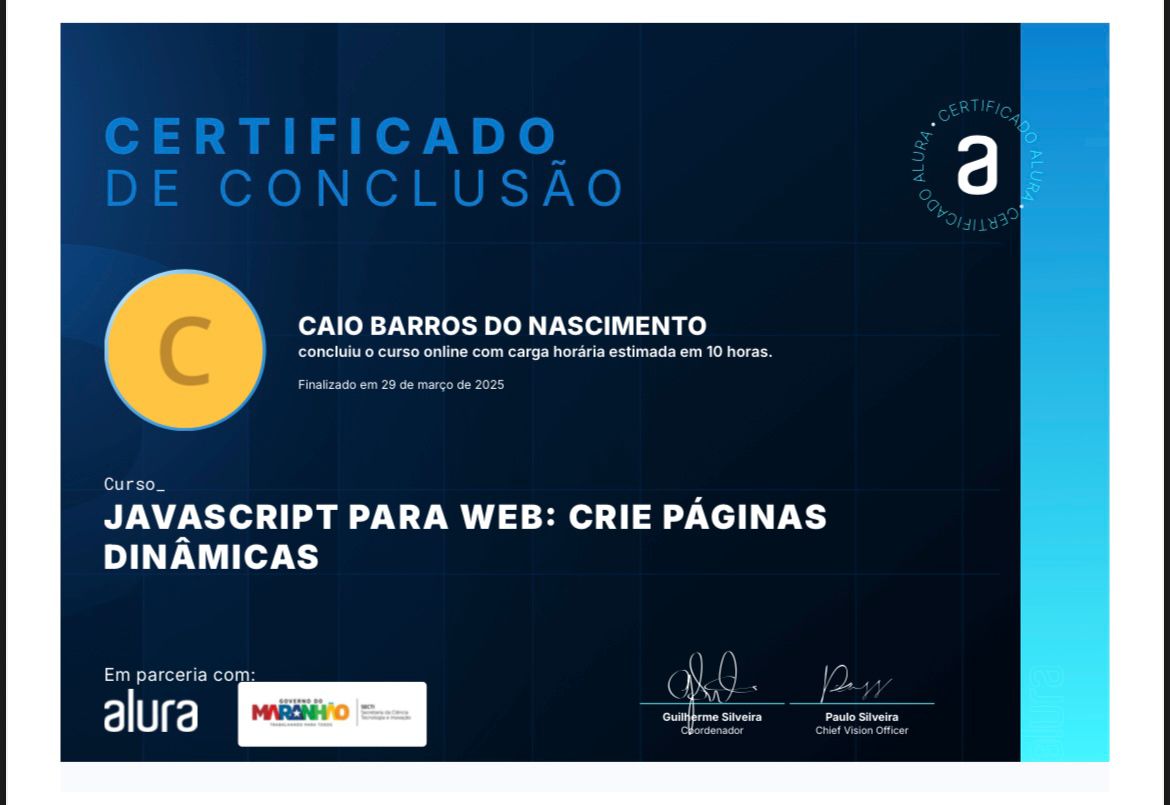 CERTIFICADO
DE CONCLUSÃO
CERTIFICADO ALURA • CERTIFICADO ALURA •
a
C
CAIO BARROS DO NASCIMENTO
concluiu o curso online com carga horária estimada em 10 horas.
Finalizado em 29 de março de 2025
Curso_
JAVASCRIPT PARA WEB: CRIE PÁGINAS
DINÂMICAS
Em parceria com:
alura
GOVERNO DO
MARANHÃO
TRABALHANDO PARA TODOS
SECTI
Secretaria da Ciência
Tecnologia e Inovação
Guilherme Silveira
Coordenador
Paulo Silveira
Chief Vision Officer
alura